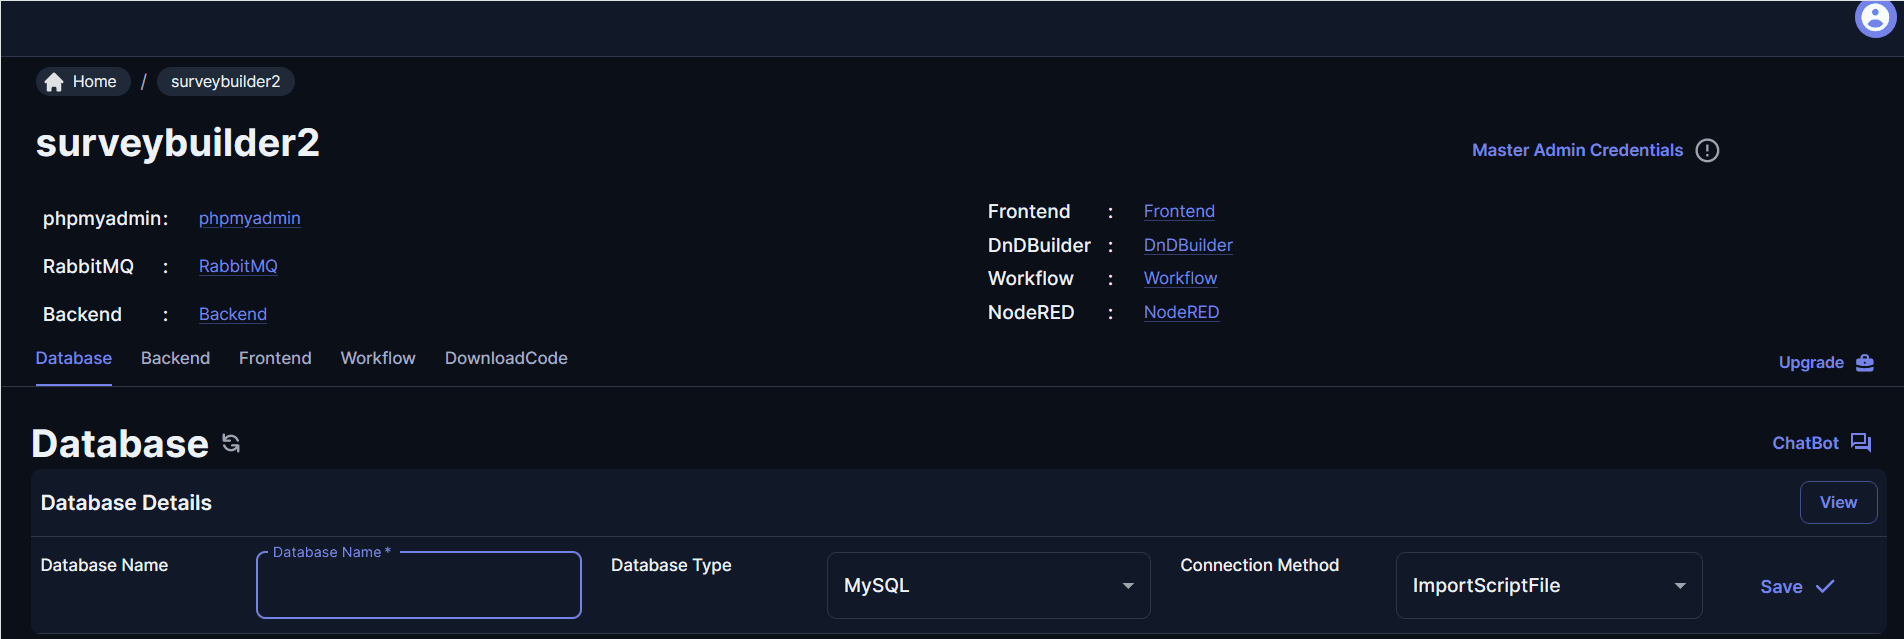 Home / surveybuilder2
surveybuilder2
Master Admin Credentials
phpmyadmin: phpmyadmin
RabbitMQ : RabbitMQ
Backend : Backend
Frontend : Frontend
DnDBuilder : DnDBuilder
Workflow : Workflow
NodeRED : NodeRED
Database Backend Frontend Workflow DownloadCode
Upgrade
Database
ChatBot
Database Details
View
Database Name
Database Name *
Database Type
MySQL
Connection Method
ImportScriptFile
Save